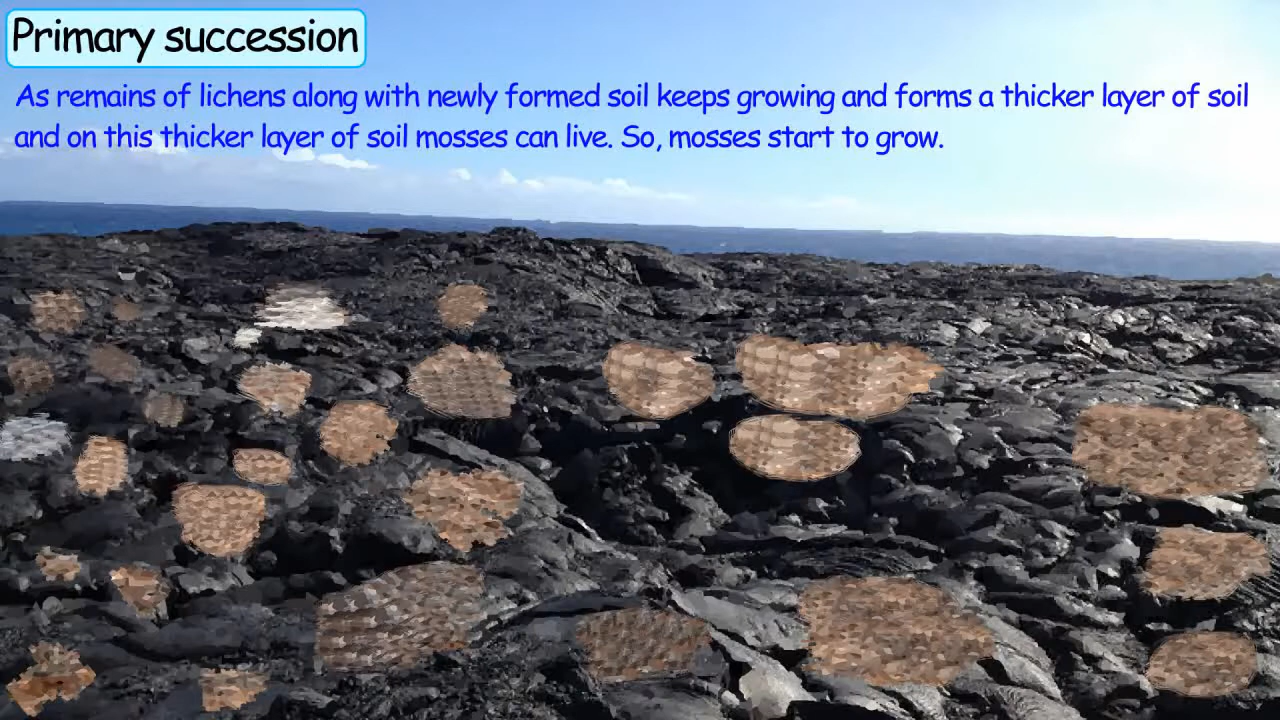 Primary succession
As remains of lichens along with newly formed soil keeps growing and forms a thicker layer of soil
and on this thicker layer of soil mosses can live. So, mosses start to grow.